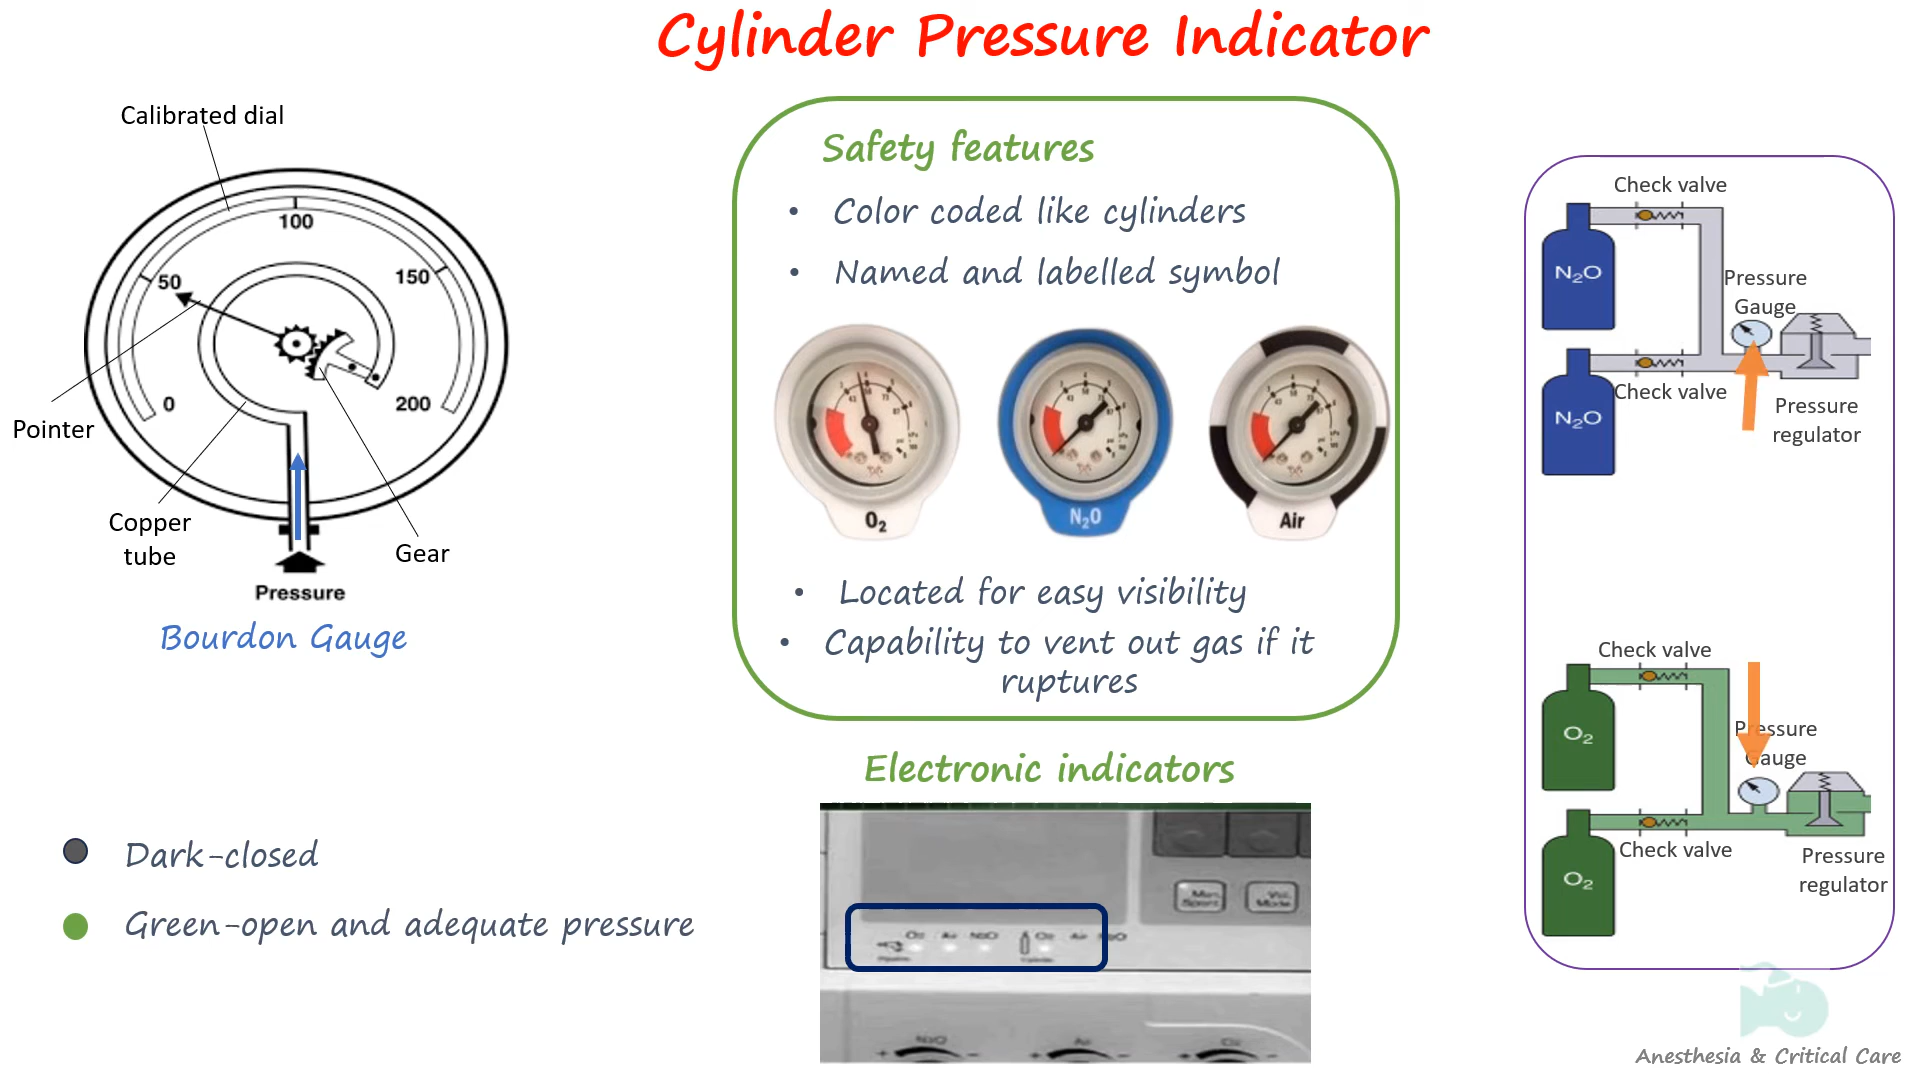 Cylinder Pressure Indicator
Calibrated dial
100
50
150
0
200
Pointer
Copper
tube
Gear
Pressure
Bourdon Gauge
Dark-closed
Green-open and adequate pressure
Safety features
• Color coded like cylinders
• Named and labelled symbol
O₂
N₂O
Air
• Located for easy visibility
• Capability to vent out gas if it
ruptures
Electronic indicators
Check valve
N₂O
Pressure
Gauge
Check valve
N₂O
Pressure
regulator
Check valve
O₂
Pressure
Gauge
Check valve
O₂
Pressure
regulator
Anesthesia & Critical Care